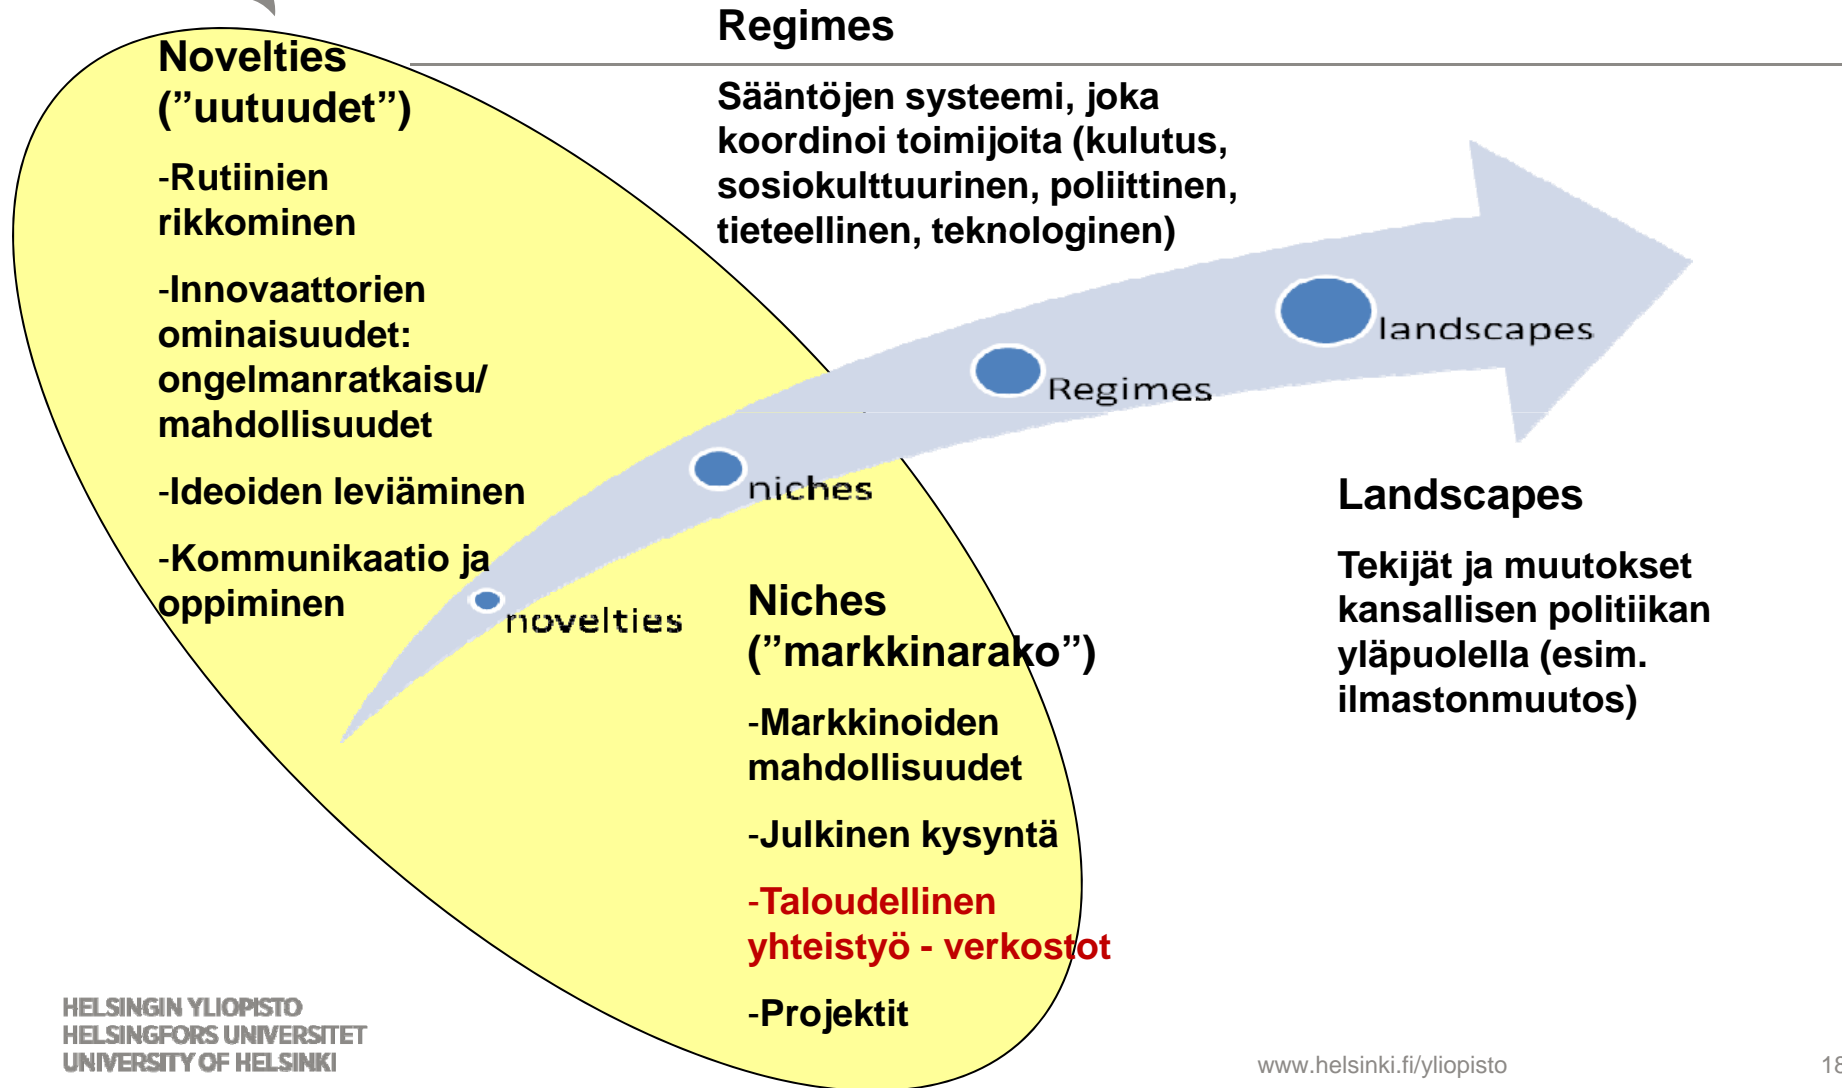 Novelties
(”uutuudet”)
-Rutiinien
rikkominen
-Innovaattorien
ominaisuudet:
ongelmanratkaisu/
mahdollisuudet
-Ideoiden leviäminen
-Kommunikaatio ja
oppiminen
Regimes
Sääntöjen systeemi, joka
koordinoi toimijoita (kulutus,
sosiokulttuurinen, poliittinen,
tieteellinen, teknologinen)
landscapes
Regimes
niches
novelties
Niches
(”markkinarako”)
-Markkinoiden
mahdollisuudet
-Julkinen kysyntä
-Taloudellinen
yhteistyö - verkostot
-Projektit
Landscapes
Tekijät ja muutokset
kansallisen politiikan
yläpuolella (esim.
ilmastonmuutos)
HELSINGIN YLIOPISTO
HELSINGFORS UNIVERSITET
UNIVERSITY OF HELSINKI
www.helsinki.fi/yliopisto
18